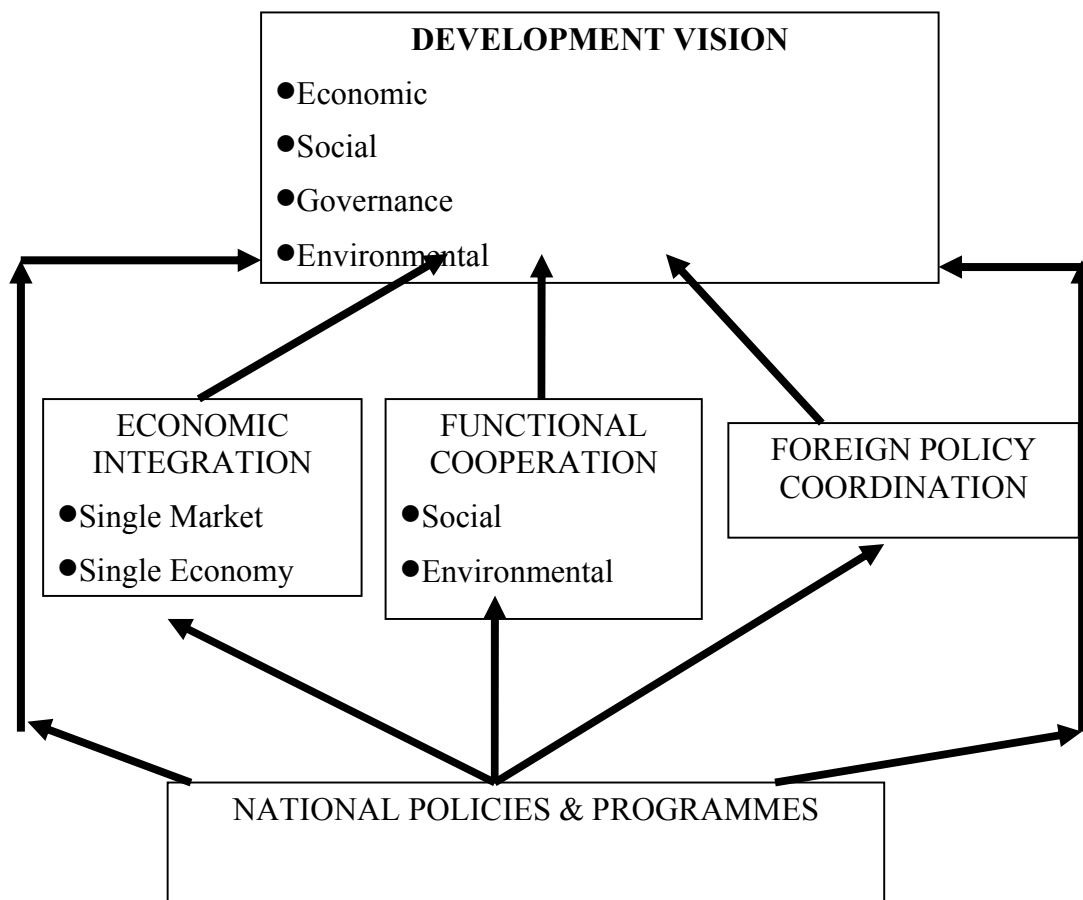 DEVELOPMENT VISION
●Economic
●Social
●Governance
●Environmental
ECONOMIC
INTEGRATION
●Single Market
●Single Economy
FUNCTIONAL
COOPERATION
●Social
●Environmental
FOREIGN POLICY
COORDINATION
NATIONAL POLICIES & PROGRAMMES